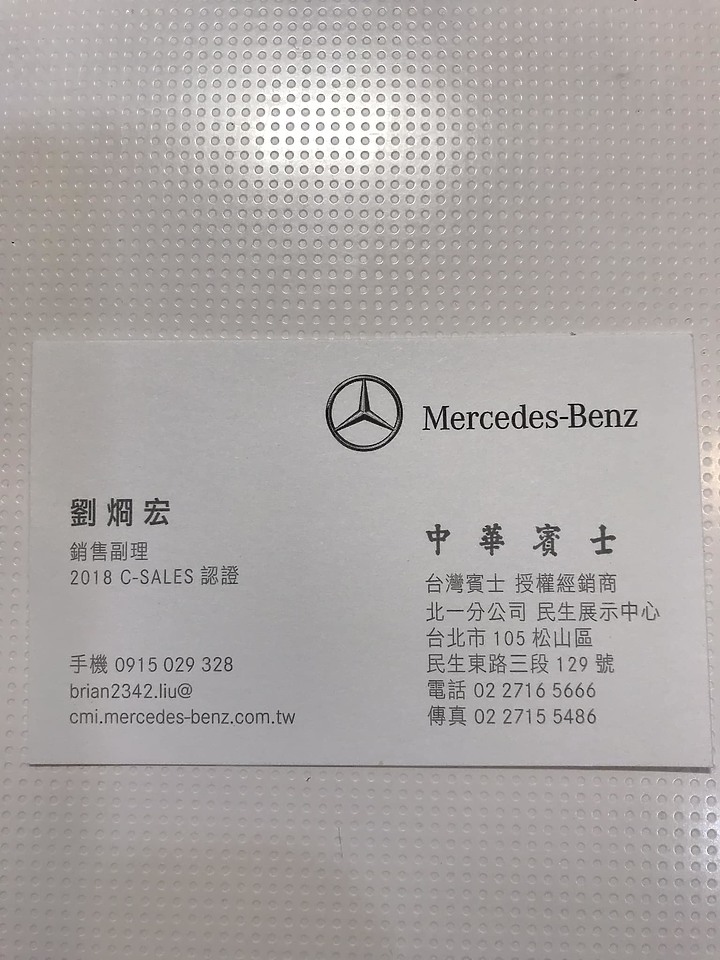 Mercedes-Benz
劉烱宏
銷售副理
2018 C-SALES 認證
手機 0915 029 328
brian2342.liu@
cmi.mercedes-benz.com.tw
中華賓士
台灣賓士 授權經銷商
北一分公司 民生展示中心
台北市 105 松山區
民生東路三段 129 號
電話 02 2716 5666
傳真 02 2715 5486